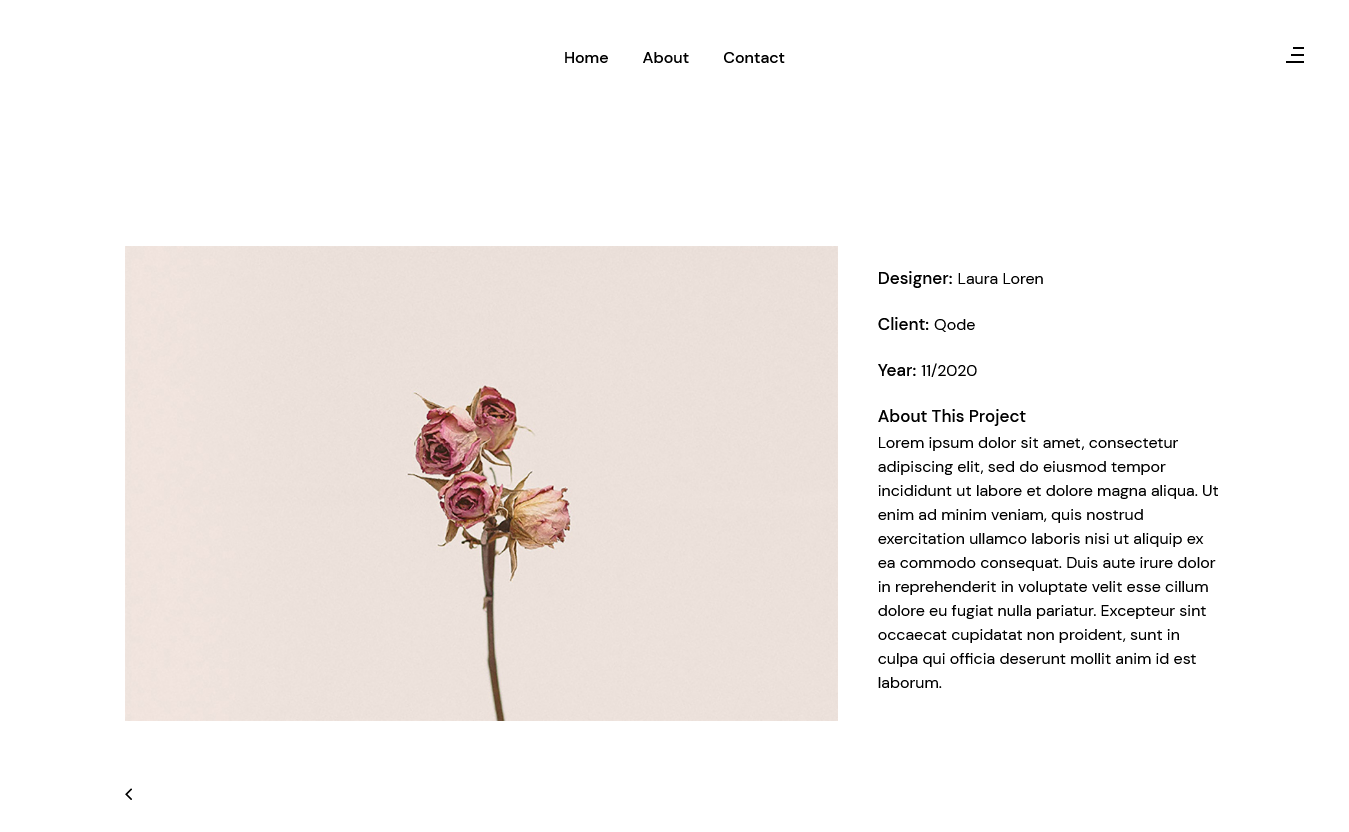 Home About Contact
Designer: Laura Loren
Client: Qode
Year: 11/2020
About This Project
Lorem ipsum dolor sit amet, consectetur
adipiscing elit, sed do eiusmod tempor
incididunt ut labore et dolore magna aliqua. Ut
enim ad minim veniam, quis nostrud
exercitation ullamco laboris nisi ut aliquip ex
ea commodo consequat. Duis aute irure dolor
in reprehenderit in voluptate velit esse cillum
dolore eu fugiat nulla pariatur. Excepteur sint
occaecat cupidatat non proident, sunt in
culpa qui officia deserunt mollit anim id est
laborum.